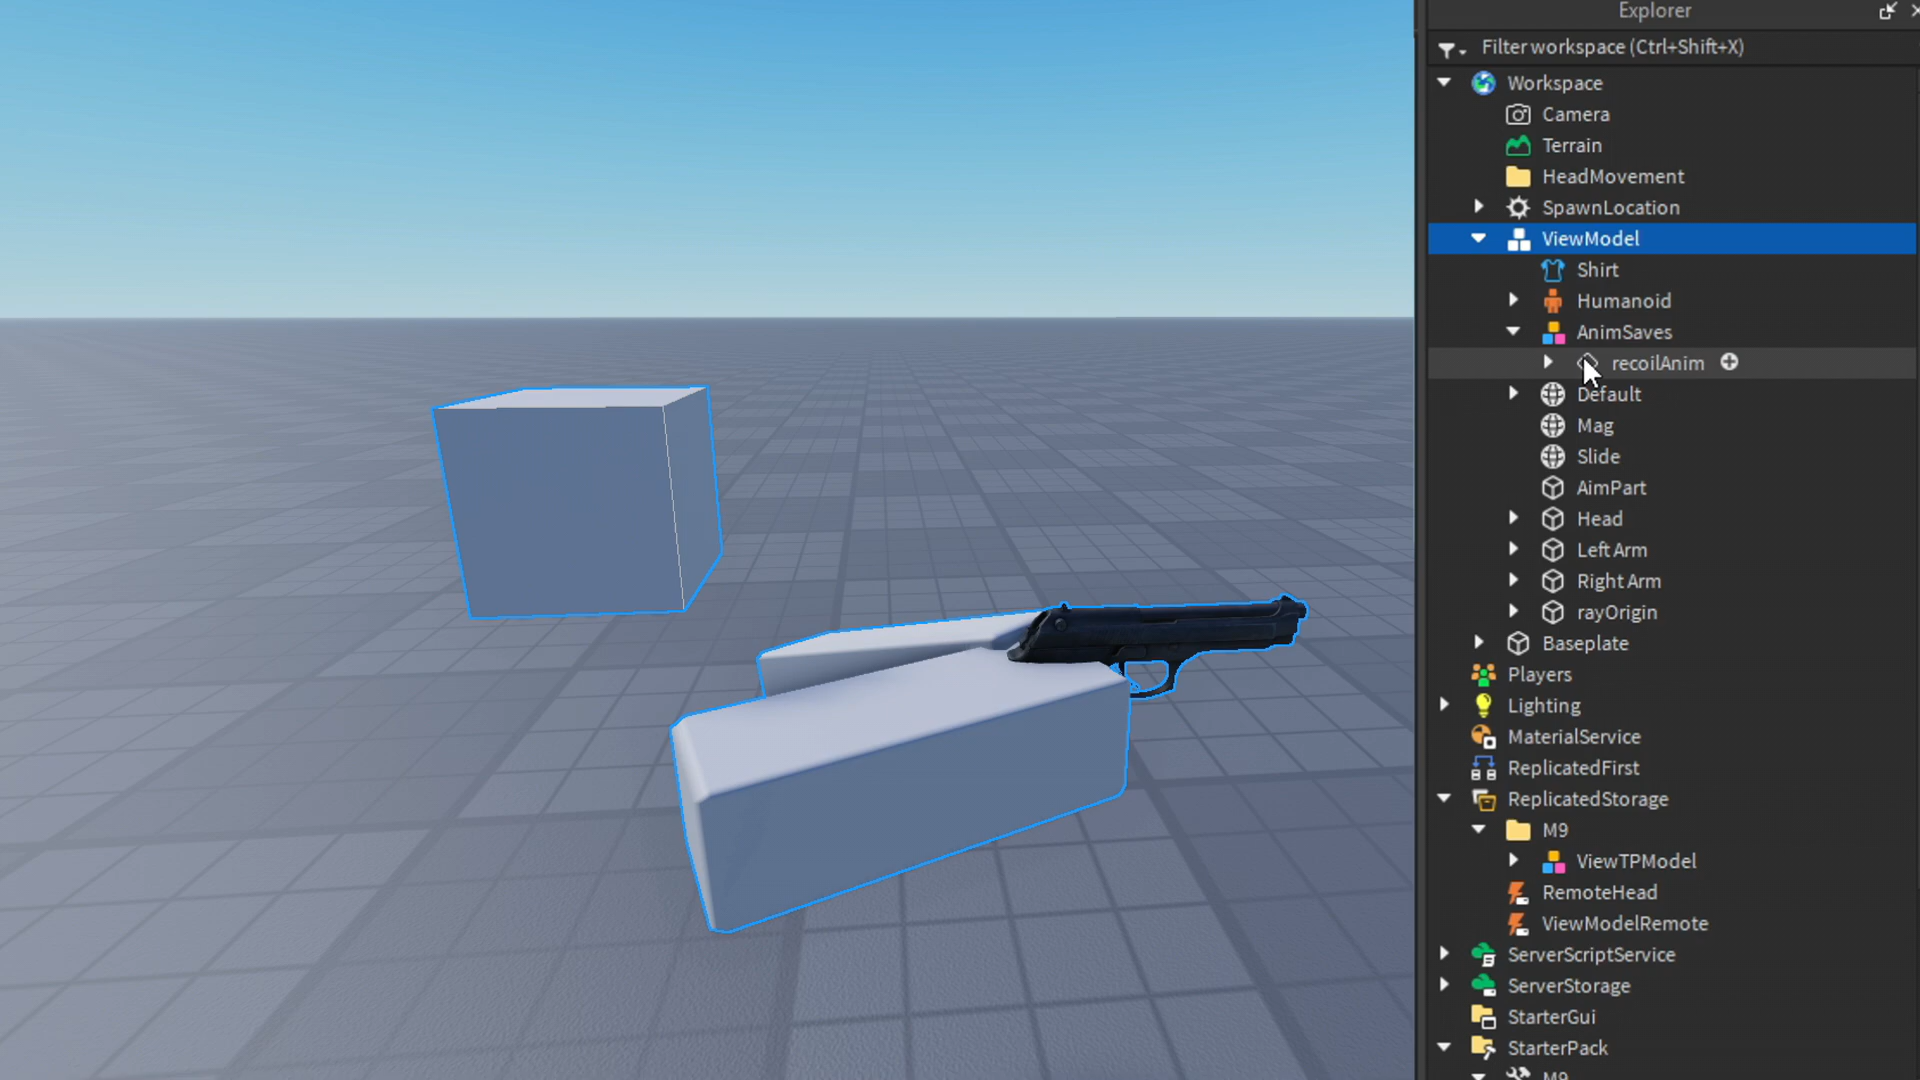 Explorer
Filter workspace (Ctrl+Shift+X)
Workspace
Camera
Terrain
HeadMovement
SpawnLocation
ViewModel
Shirt
Humanoid
AnimSaves
recoilAnim
Default
Mag
Slide
AimPart
Head
Left Arm
Right Arm
rayOrigin
Baseplate
Players
Lighting
MaterialService
ReplicatedFirst
ReplicatedStorage
M9
ViewTPModel
RemoteHead
ViewModelRemote
ServerScriptService
ServerStorage
StarterGui
StarterPack
M9